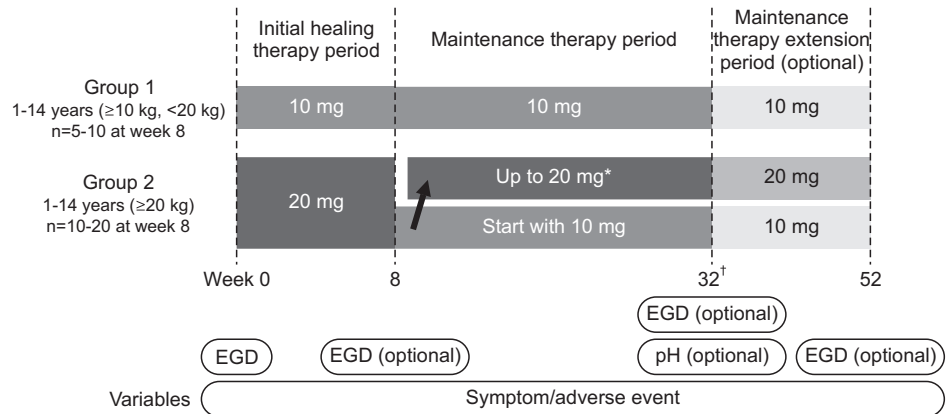 Initial healing
therapy period
Maintenance therapy period
Maintenance
therapy extension
period (optional)
Group 1
1-14 years (≥10 kg, <20 kg)
n=5-10 at week 8
10 mg
10 mg
10 mg
Group 2
1-14 years (≥20 kg)
n=10-20 at week 8
20 mg
Up to 20 mg*
20 mg
Start with 10 mg
10 mg
Week 0
8
32†
52
EGD (optional)
EGD
EGD (optional)
pH (optional)
EGD (optional)
Variables
Symptom/adverse event